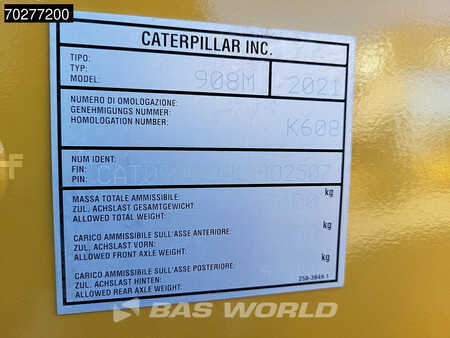 70277200
CATERPILLAR INC.
TIPO:
TYP:
MODEL: 908M 2021
NUMERO DI OMOLOGAZIONE:
GENEHMIGUNGS NUMMER:
HOMOLOGATION NUMBER: K608
NUM IDENT:
FIN:
PIN:
MASSA TOTALE AMMISSIBILE: kg
ZUL. ACHSLAST GESAMTGEWICHT:
ALLOWED TOTAL WEIGHT:
CARICO AMMISSIBILE SULL'ASSE ANTERIORE: kg
ZUL. ACHSLAST VORN:
ALLOWED FRONT AXLE WEIGHT:
CARICO AMMISSIBILE SULL'ASSE POSTERIORE: kg
ZUL. ACHSLAST HINTEN:
ALLOWED REAR AXLE WEIGHT:
250-3849 1
BAS WORLD